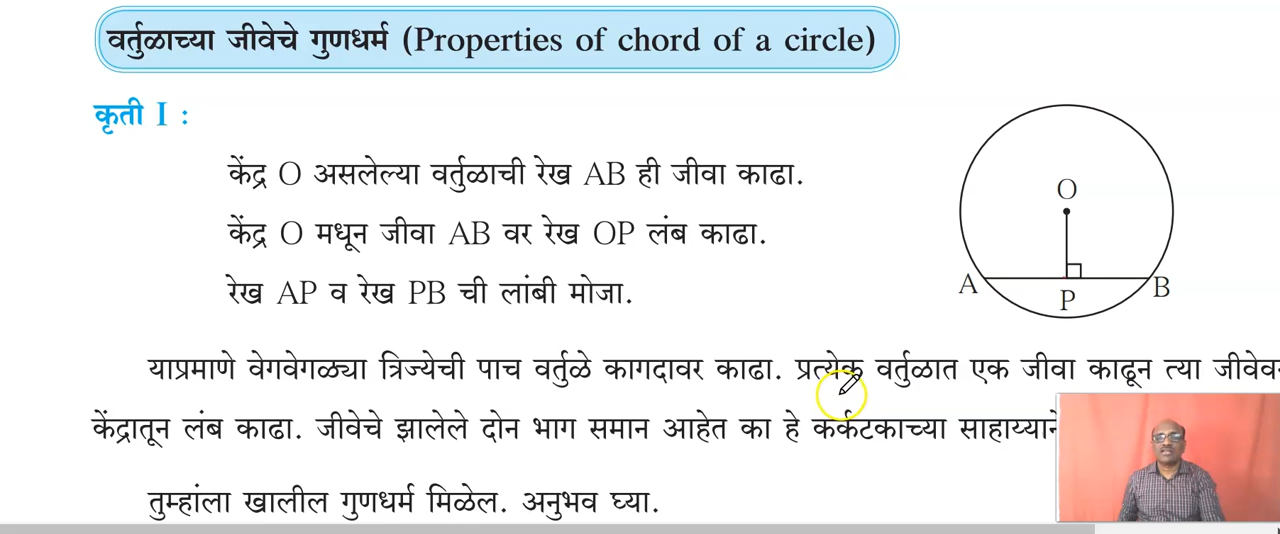 वर्तुळाच्या जीवेचे गुणधर्म (Properties of chord of a circle)
कृती I :
केंद्र O असलेल्या वर्तुळाची रेख AB ही जीवा काढा.
केंद्र O मधून जीवा AB वर रेख OP लंब काढा.
रेख AP व रेख PB ची लांबी मोजा.
O
A
P
B
याप्रमाणे वेगवेगळ्या त्रिज्येची पाच वर्तुळे कागदावर काढा. प्रत्येक वर्तुळात एक जीवा काढून त्या
केंद्रातून लंब काढा. जीवेचे झालेले दोन भाग समान आहेत का हे कर्कटकाच्या
तुम्हांला खालील गुणधर्म मिळेल. अनुभव घ्या.